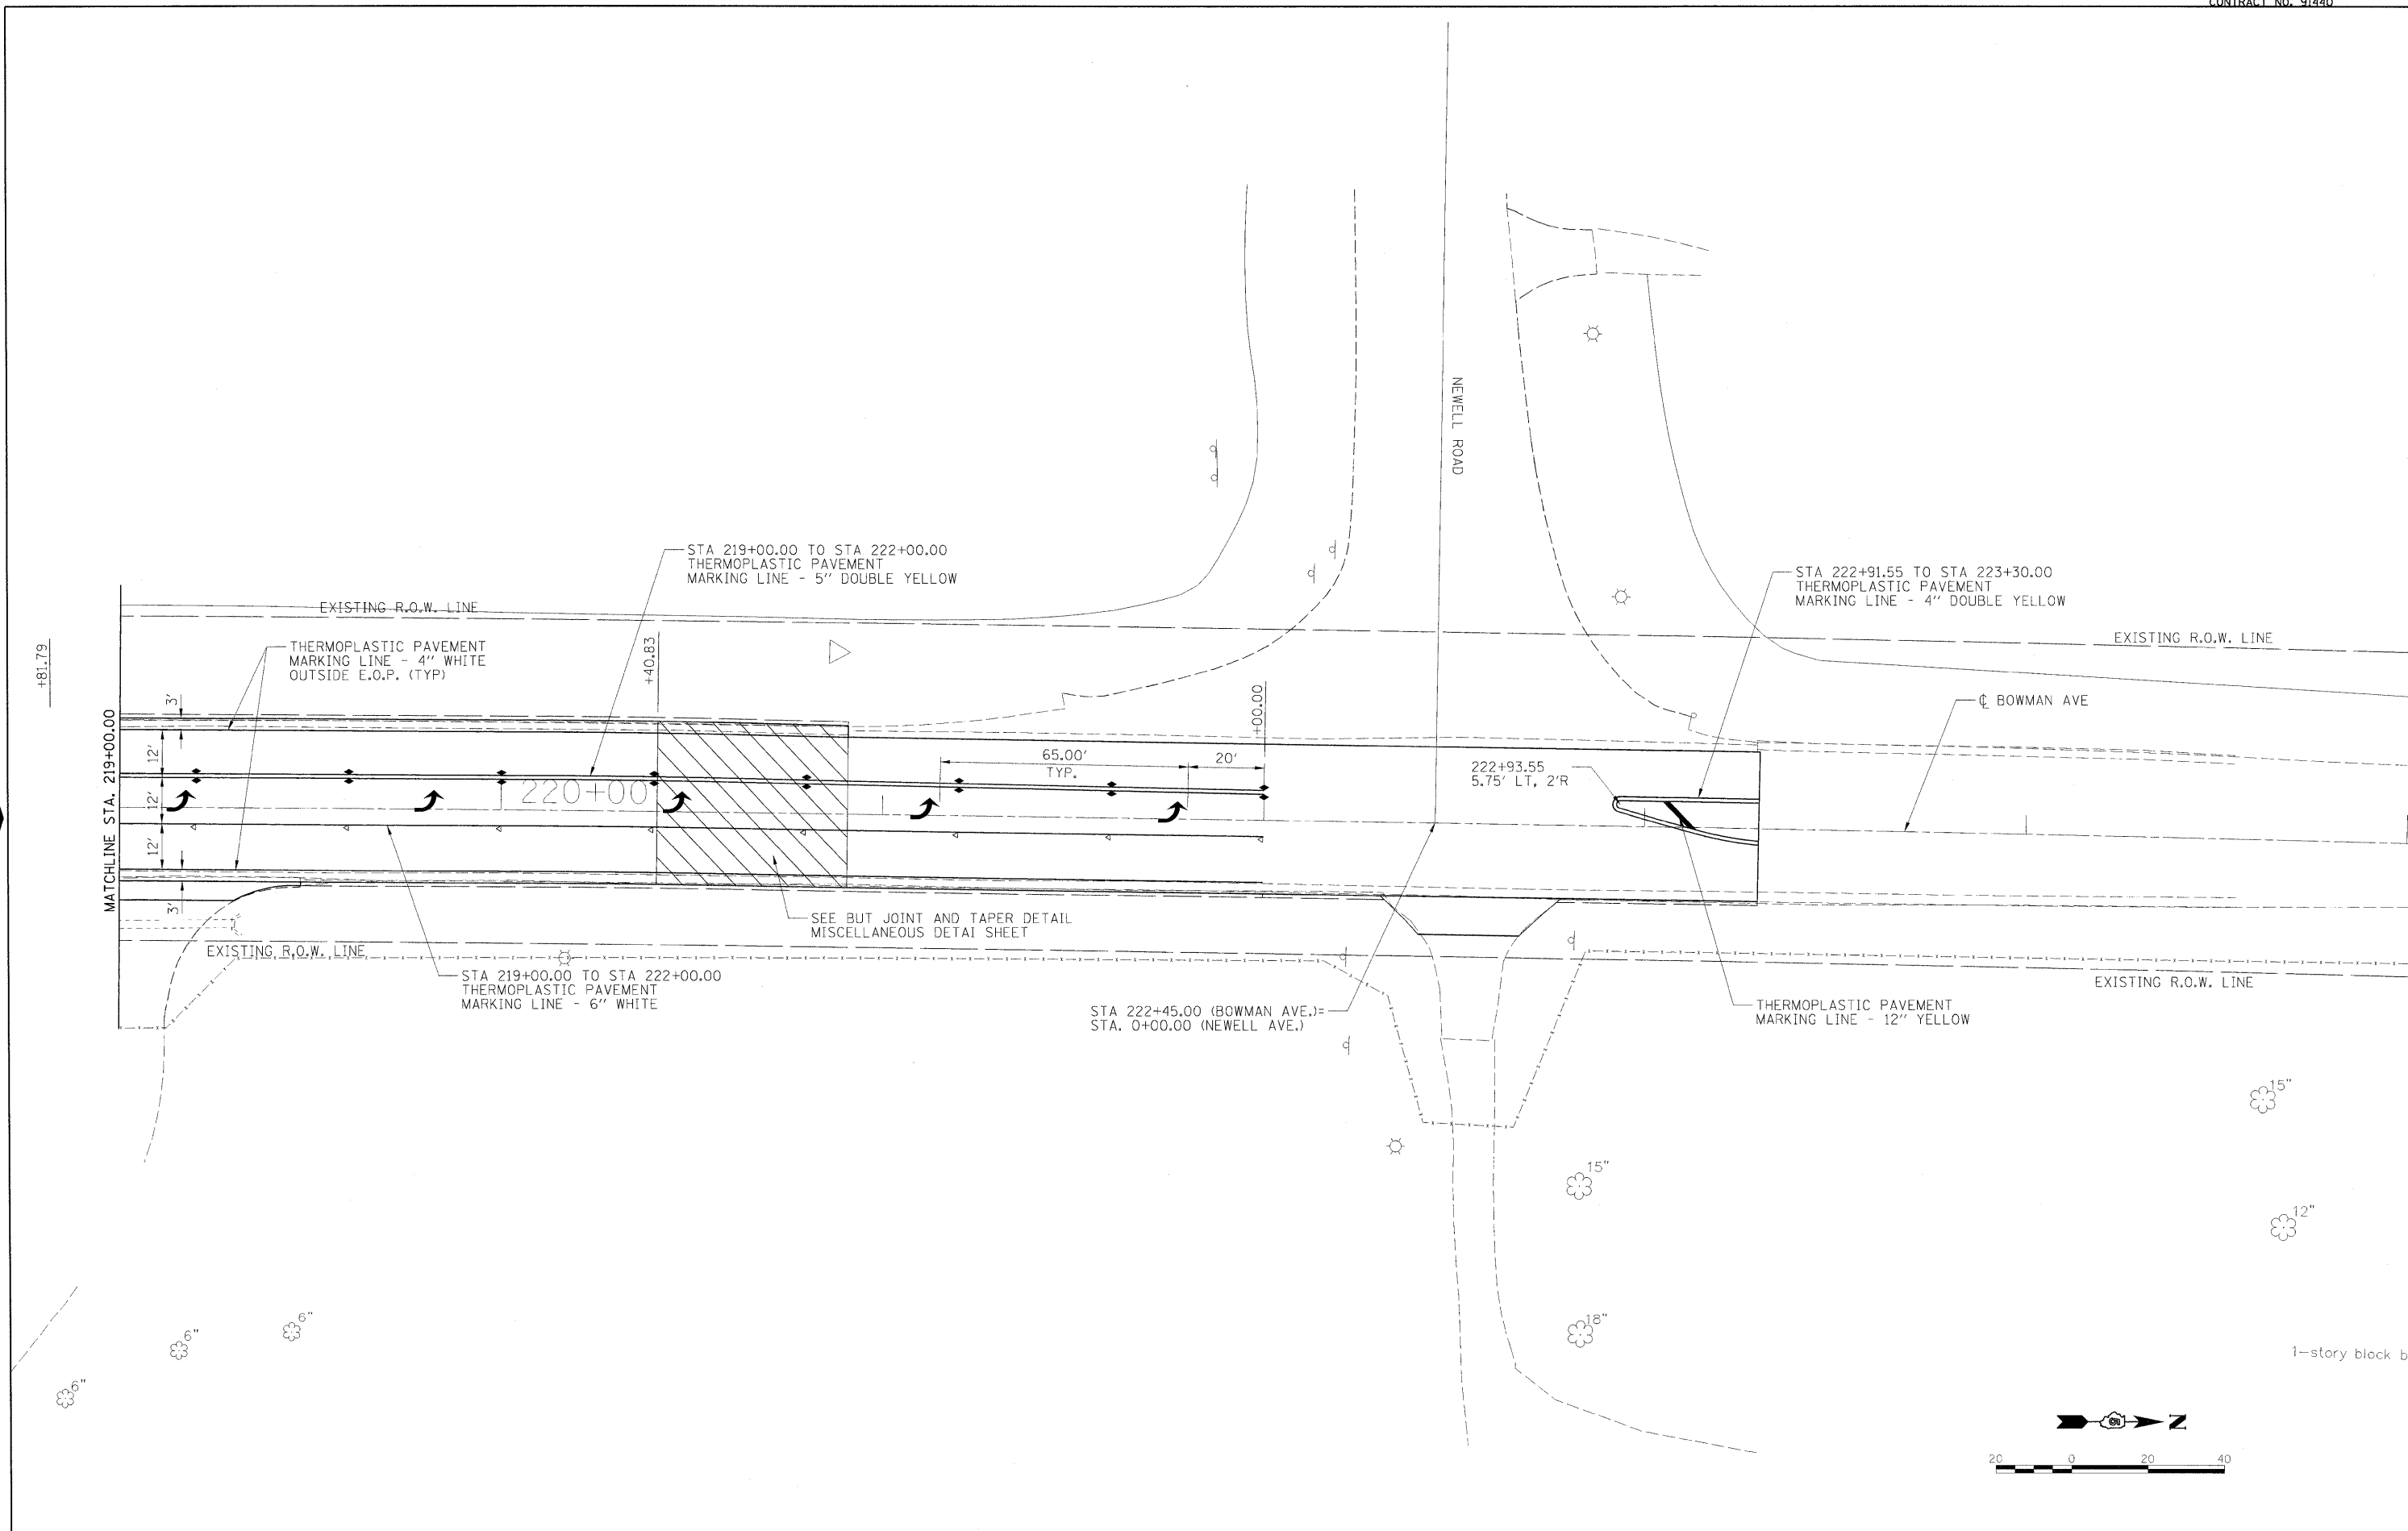 CONTRACT NO. 91440
NEWELL ROAD
STA 219+00.00 TO STA 222+00.00
THERMOPLASTIC PAVEMENT
MARKING LINE - 5" DOUBLE YELLOW
STA 222+91.55 TO STA 223+30.00
THERMOPLASTIC PAVEMENT
MARKING LINE - 4" DOUBLE YELLOW
EXISTING R.O.W. LINE
EXISTING R.O.W. LINE
+81.79
THERMOPLASTIC PAVEMENT
MARKING LINE - 4" WHITE
OUTSIDE E.O.P. (TYP)
+40.83
+00.00
℄ BOWMAN AVE
MATCHLINE STA. 219+00.00
3'
12'
12'
12'
3'
65.00'
TYP.
20'
222+93.55
5.75' LT, 2'R
220+00
SEE BUT JOINT AND TAPER DETAIL
MISCELLANEOUS DETAI SHEET
EXISTING R.O.W. LINE
STA 219+00.00 TO STA 222+00.00
THERMOPLASTIC PAVEMENT
MARKING LINE - 6" WHITE
EXISTING R.O.W. LINE
STA 222+45.00 (BOWMAN AVE.)=
STA. 0+00.00 (NEWELL AVE.)
THERMOPLASTIC PAVEMENT
MARKING LINE - 12" YELLOW
15"
15"
12"
18"
6"
6"
6"
1-story block b
N
20 0 20 40